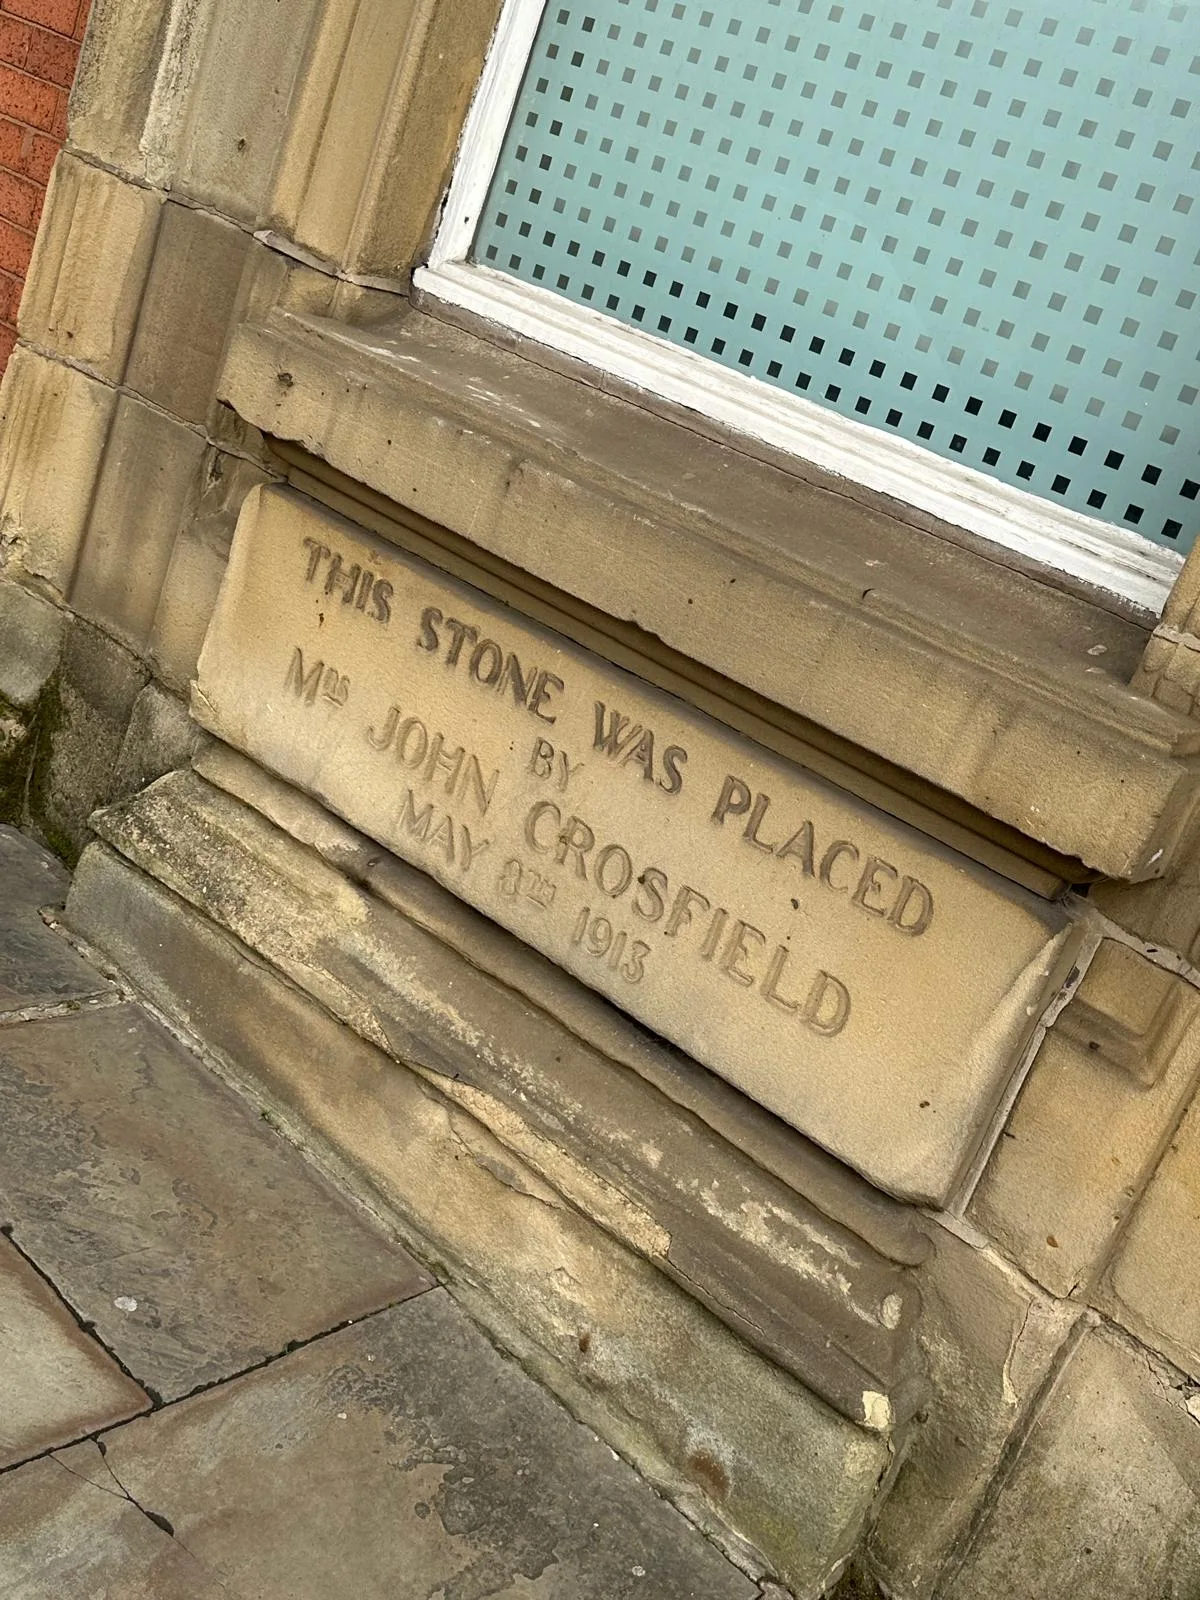 THIS STONE WAS PLACED
BY
MRS JOHN CROSFIELD
MAY 8TH 1913